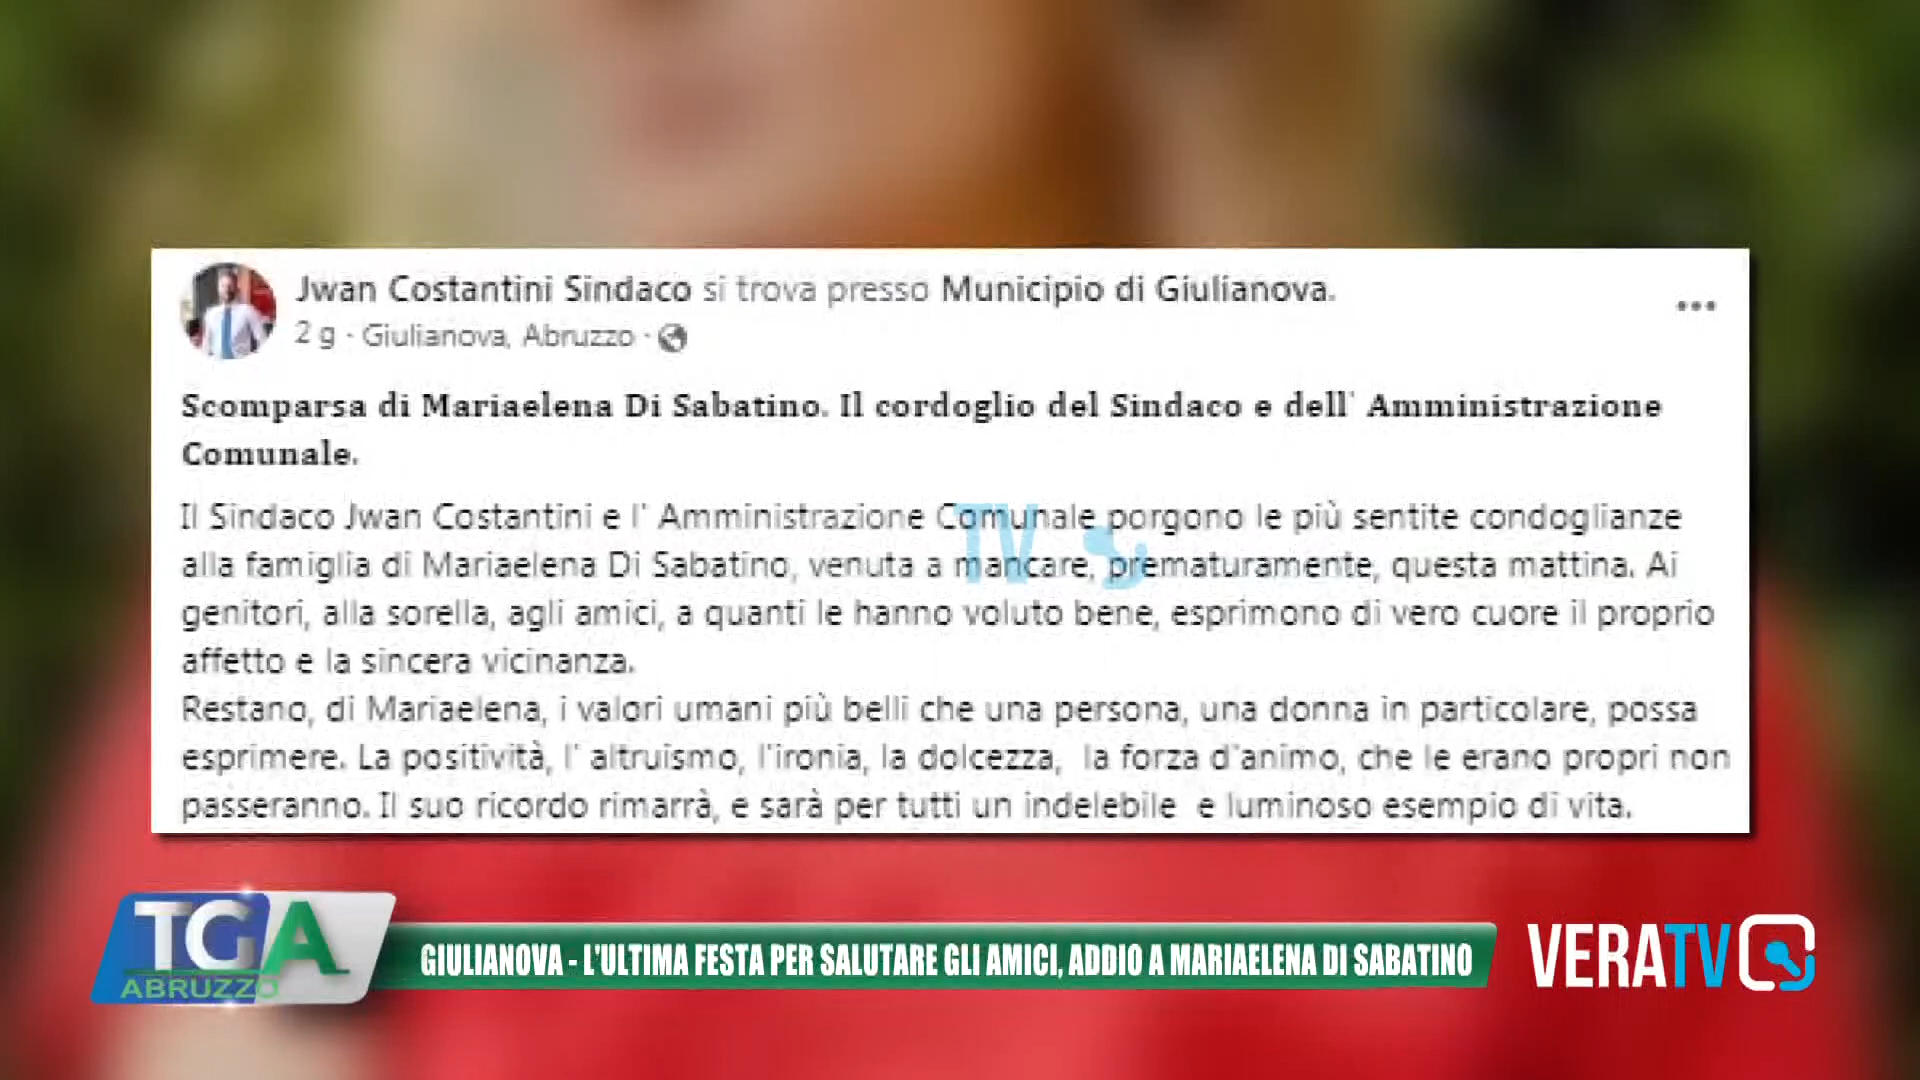 Jwan Costantini Sindaco si trova presso Municipio di Giulianova.
2 g · Giulianova, Abruzzo ·
Scomparsa di Mariaelena Di Sabatino. Il cordoglio del Sindaco e dell' Amministrazione
Comunale.
Il Sindaco Jwan Costantini e l' Amministrazione Comunale porgono le più sentite condoglianze
alla famiglia di Mariaelena Di Sabatino, venuta a mancare, prematuramente, questa mattina. Ai
genitori, alla sorella, agli amici, a quanti le hanno voluto bene, esprimono di vero cuore il proprio
affetto e la sincera vicinanza.
Restano, di Mariaelena, i valori umani più belli che una persona, una donna in particolare, possa
esprimere. La positività, l' altruismo, l'ironia, la dolcezza, la forza d'animo, che le erano propri non
passeranno. Il suo ricordo rimarrà, e sarà per tutti un indelebile e luminoso esempio di vita.
TV
TGA
ABRUZZO
GIULIANOVA - L'ULTIMA FESTA PER SALUTARE GLI AMICI, ADDIO A MARIAELENA DI SABATINO
VERATV